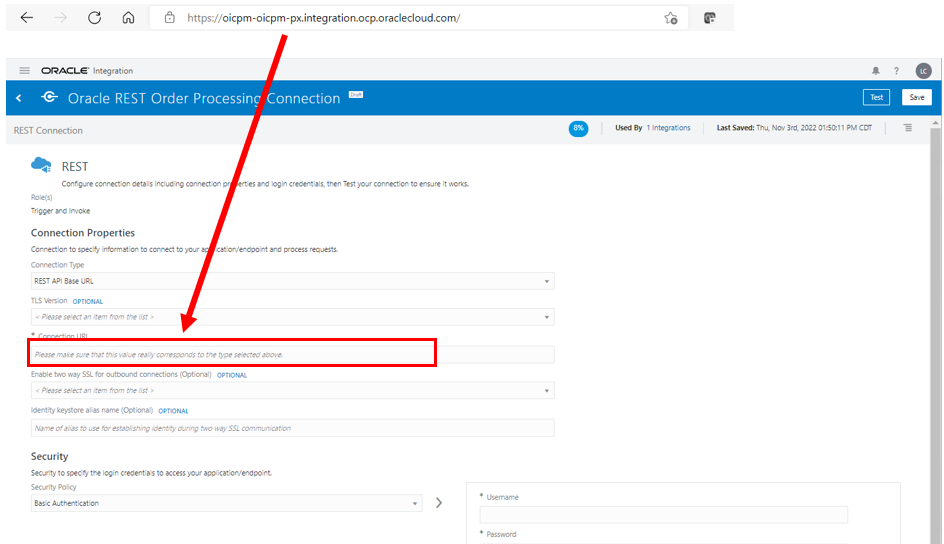 https://oicpm-oicpm-px.integration.ocp.oraclecloud.com/
ORACLE Integration
?
LC
Oracle REST Order Processing Connection
Draft
Test
Save
REST Connection
8%
Used By 1 Integrations
Last Saved: Thu, Nov 3rd, 2022 01:50:11 PM CDT
REST
Configure connection details including connection properties and login credentials, then Test your connection to ensure it works.
Role(s)
Trigger and Invoke
Connection Properties
Connection to specify information to connect to your application/endpoint and process requests.
Connection Type
REST API Base URL
TLS Version OPTIONAL
< Please select an item from the list >
* Connection URL
Please make sure that this value really corresponds to the type selected above.
Enable two way SSL for outbound connections (Optional) OPTIONAL
< Please select an item from the list >
Identity keystore alias name (Optional) OPTIONAL
Name of alias to use for establishing identity during two way SSL communication
Security
Security to specify the login credentials to access your application/endpoint.
Security Policy
Basic Authentication
* Username
* Password